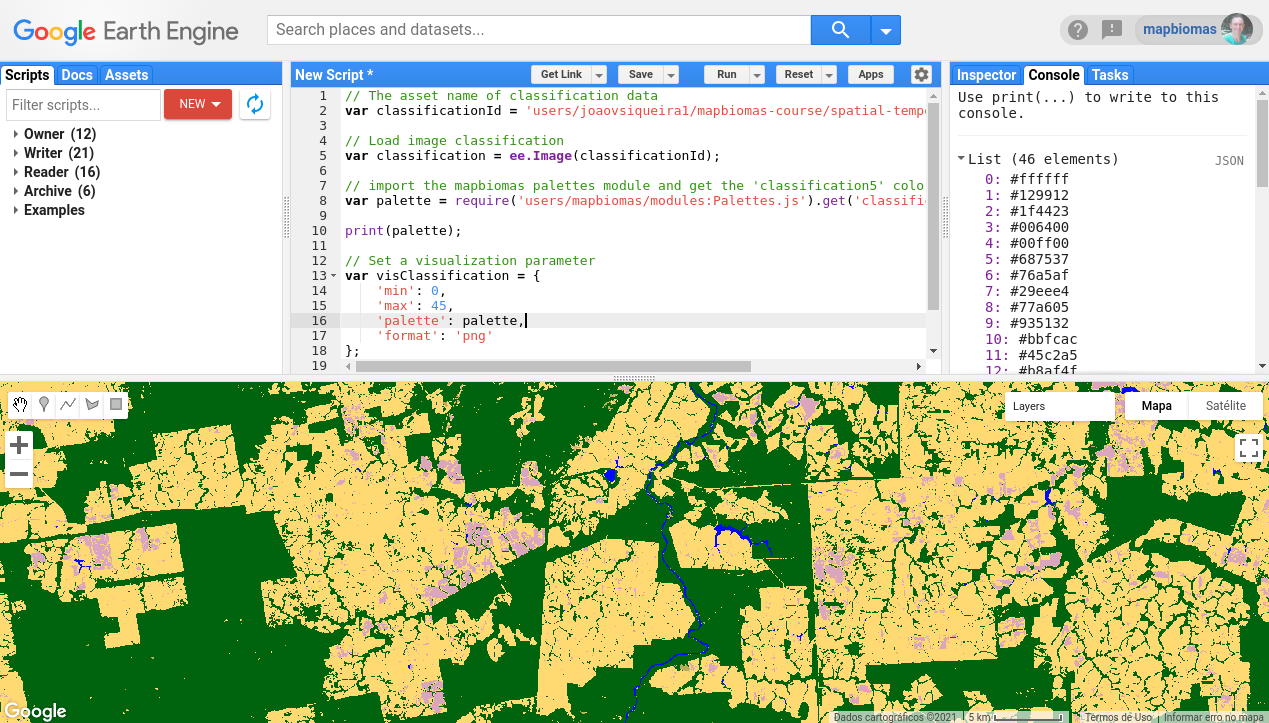 Google Earth Engine
Search places and datasets...
mapbiomas
Scripts Docs Assets
Filter scripts...
NEW
Owner (12)
Writer (21)
Reader (16)
Archive (6)
Examples
New Script *
Get Link
Save
Run
Reset
Apps
1 // The asset name of classification data
2 var classificationId = 'users/joaovsiqueira1/mapbiomas-course/spatial-temp
3
4 // Load image classification
5 var classification = ee.Image(classificationId);
6
7 // import the mapbiomas palettes module and get the 'classification5' colo
8 var palette = require('users/mapbiomas/modules:Palettes.js').get('classifi
9
10 print(palette);
11
12 // Set a visualization parameter
13 var visClassification = {
14 'min': 0,
15 'max': 45,
16 'palette': palette,
17 'format': 'png'
18 };
19
Inspector Console Tasks
Use print(...) to write to this
console.
List (46 elements) JSON
0: #ffffff
1: #129912
2: #1f4423
3: #006400
4: #00ff00
5: #687537
6: #76a5af
7: #29eee4
8: #77a605
9: #935132
10: #bbfcac
11: #45c2a5
12: #b8af4f
Layers
Mapa
Satélite
Google
Dados cartográficos ©2021
5 km
Termos de Uso
Informar erro no mapa